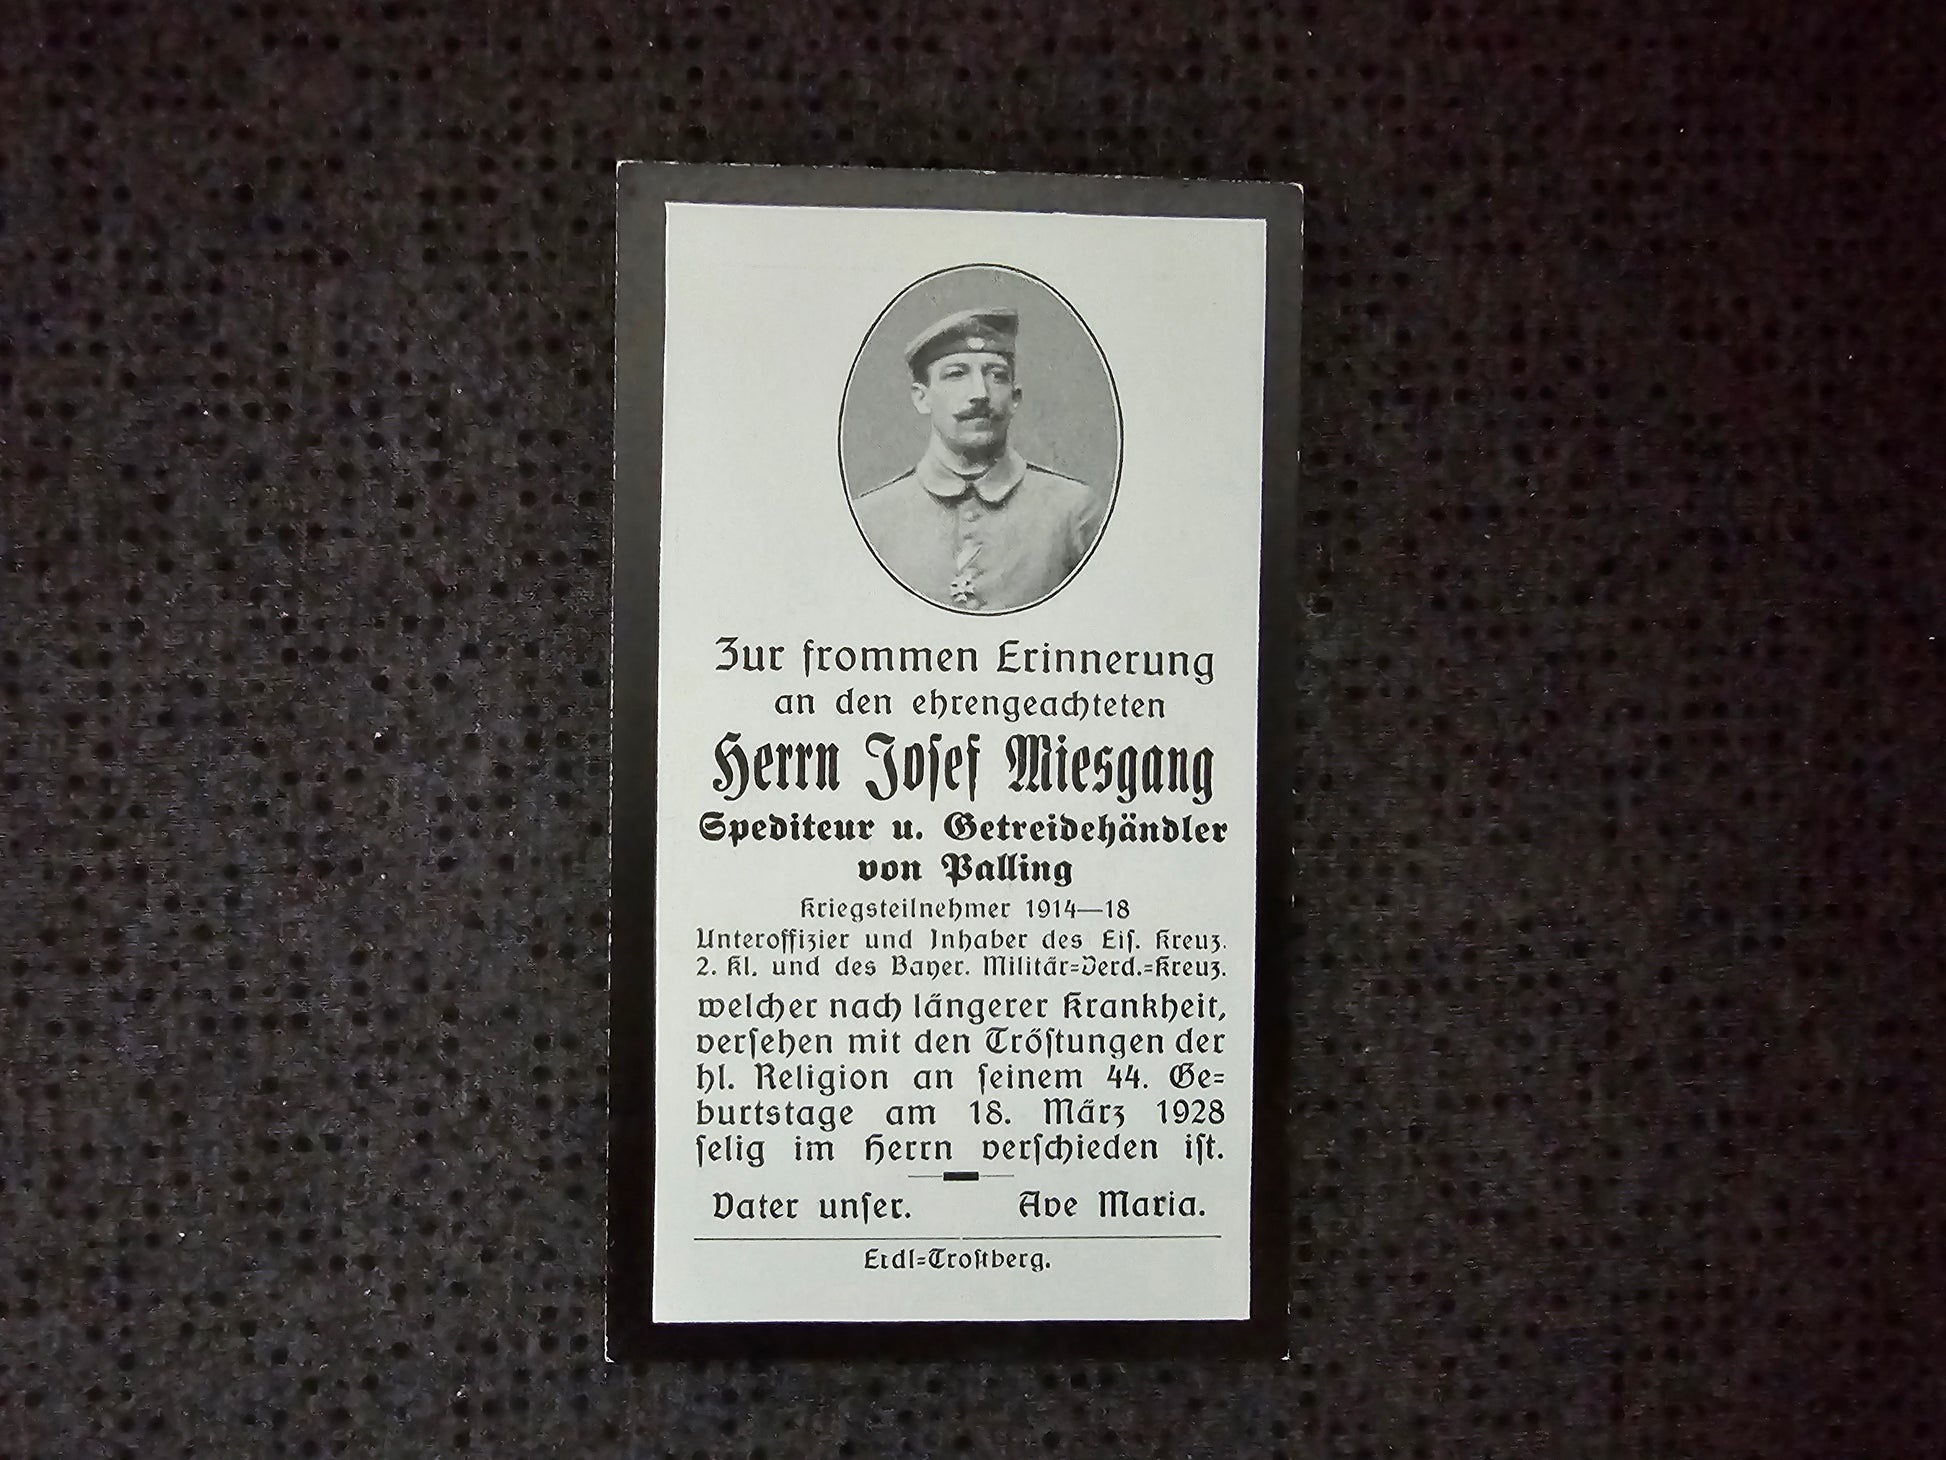 Zur frommen Erinnerung
an den ehrengeachteten
Herrn Josef Miesgang
Spediteur u. Getreidehändler
von Palling
Kriegsteilnehmer 1914—18
Unteroffizier und Inhaber des Eis. Kreuz.
2. Kl. und des Bayer. Militär-Verd.-Kreuz.
welcher nach längerer Krankheit,
versehen mit den Tröstungen der
hl. Religion an seinem 44. Ge-
burtstage am 18. März 1928
selig im Herrn verschieden ist.
Vater unser. Ave Maria.
Erdl-Trostberg.